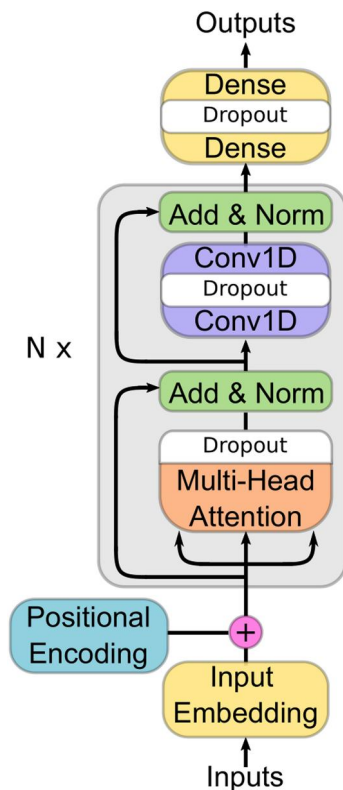 Outputs
Dense
Dropout
Dense
Add & Norm
Conv1D
Dropout
Conv1D
N x
Add & Norm
Dropout
Multi-Head
Attention
Positional
Encoding
+
Input
Embedding
Inputs